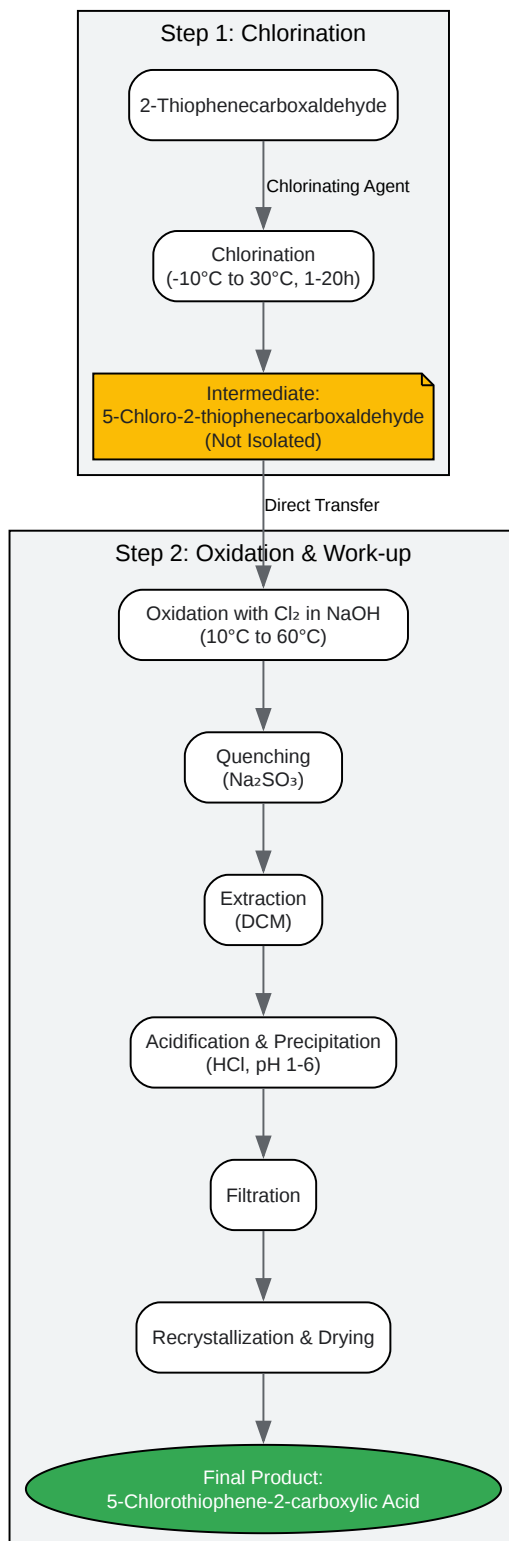 Step 1: Chlorination
2-Thiophenecarboxaldehyde
Chlorinating Agent
Chlorination
(-10°C to 30°C, 1-20h)
Intermediate:
5-Chloro-2-thiophenecarboxaldehyde
(Not Isolated)
Direct Transfer
Step 2: Oxidation & Work-up
Oxidation with Cl₂ in NaOH
(10°C to 60°C)
Quenching
(Na₂SO₃)
Extraction
(DCM)
Acidification & Precipitation
(HCl, pH 1-6)
Filtration
Recrystallization & Drying
Final Product:
5-Chlorothiophene-2-carboxylic Acid